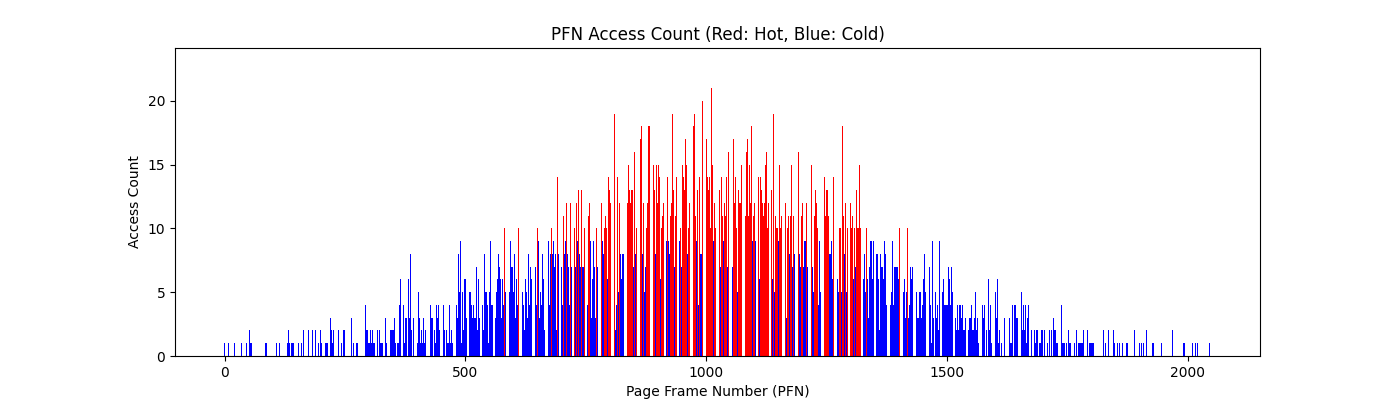 PFN Access Count (Red: Hot, Blue: Cold)
Access Count
20
15
10
5
0
0 500 1000 1500 2000
Page Frame Number (PFN)